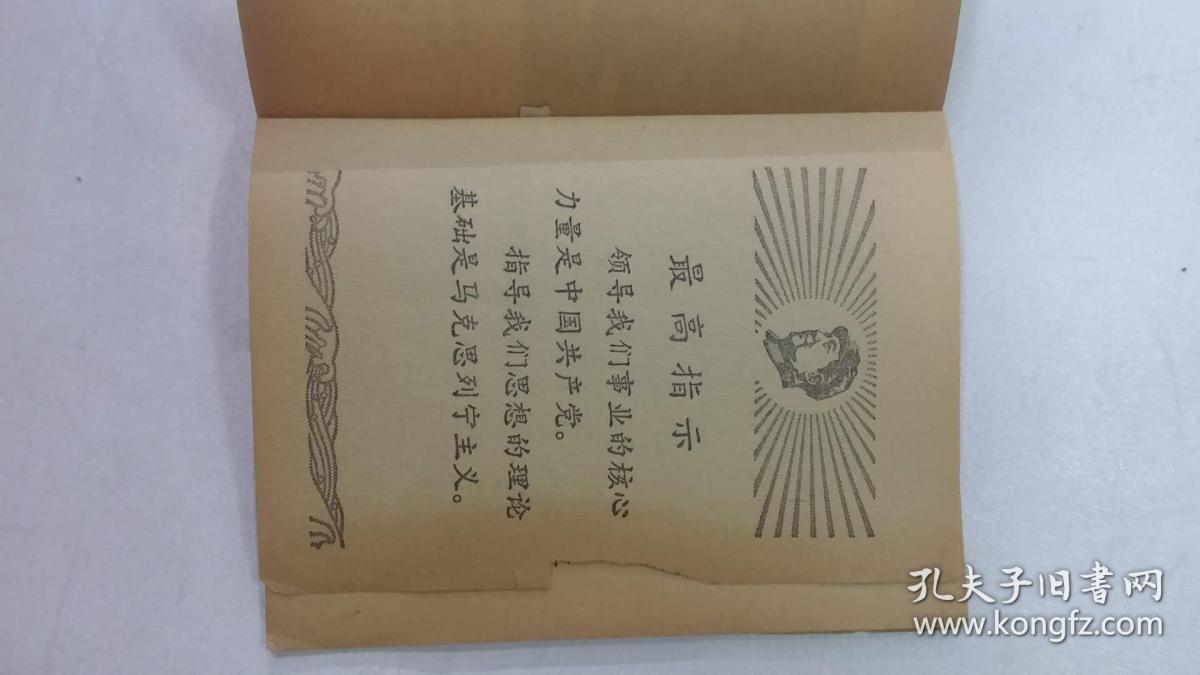 最高指示
领导我们事业的核心
力量是中国共产党。
指导我们思想的理论
基础是马克思列宁主义。
孔夫子旧书网
www.kongfz.com